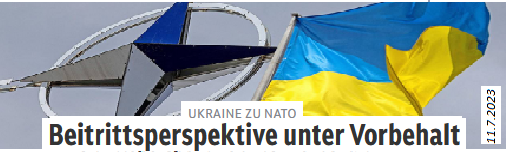 UKRAINE ZU NATO
Beitrittsperspektive unter Vorbehalt
11.7.2023